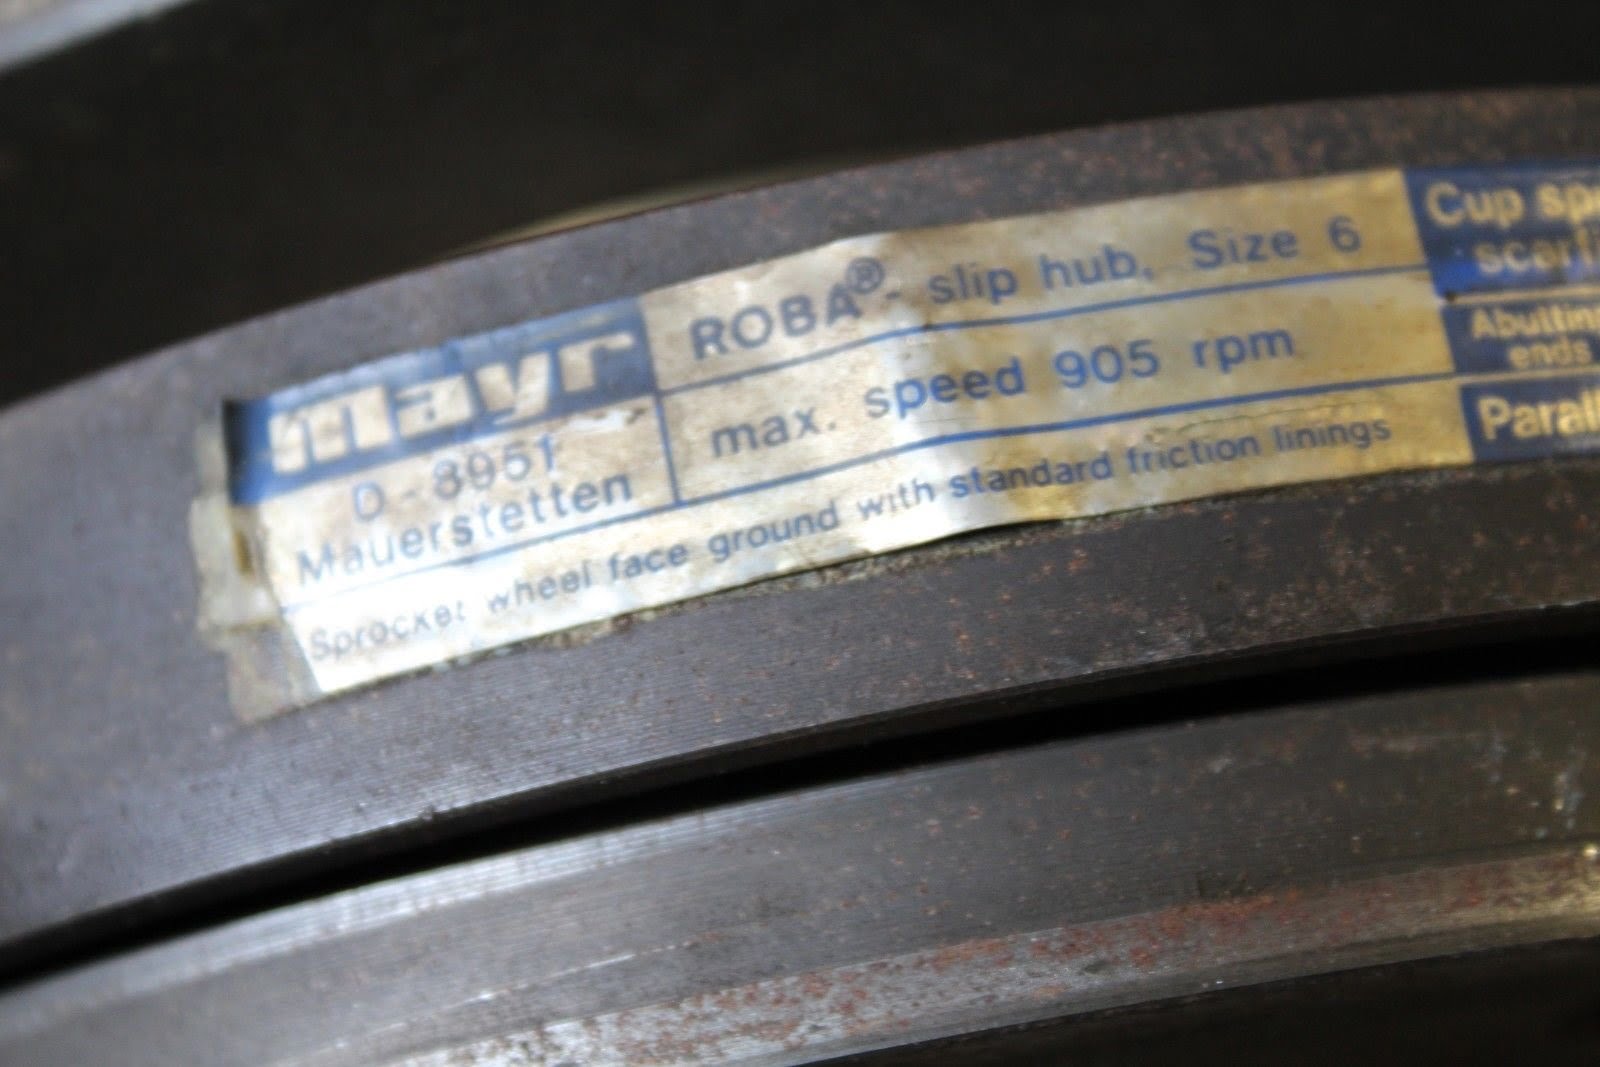 mayr
D-8951
Mauerstetten
ROBA®- slip hub, Size 6
max. speed 905 rpm
Sprocket wheel face ground with standard friction linings
Cup
Abutting
ends